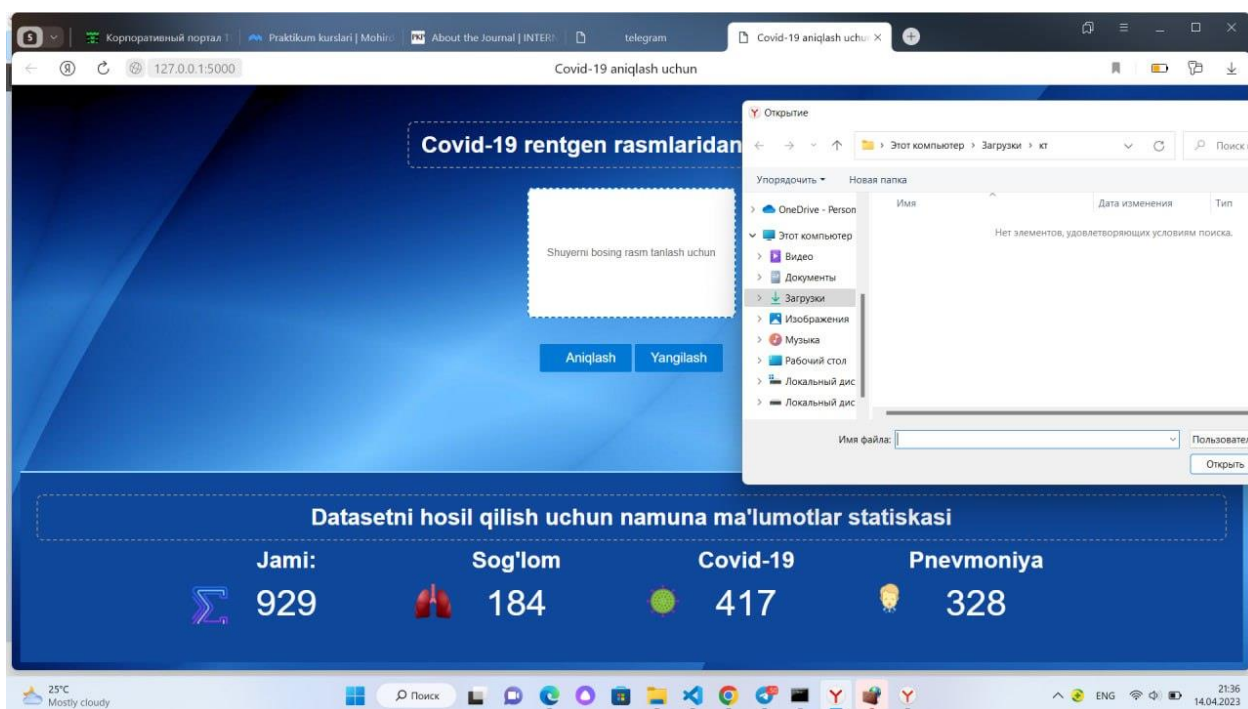 S
Корпоративный портал Т
Praktikum kurslari | Mohird
About the Journal | INTERN
telegram
Covid-19 aniqlash uchu
127.0.0.1:5000
Covid-19 aniqlash uchun
Covid-19 rentgen rasmlaridan
Shuyerni bosing rasm tanlash uchun
Aniqlash
Yangilash
Открытие
Этот компьютер › Загрузки › кт
Поиск
Упорядочить
Новая папка
Имя
Дата изменения
Тип
OneDrive - Person
Нет элементов, удовлетворяющих условиям поиска.
Этот компьютер
Видео
Документы
Загрузки
Изображения
Музыка
Рабочий стол
Локальный дис
Локальный дис
Имя файла:
Пользовател
Открыть
Datasetni hosil qilish uchun namuna ma'lumotlar statiskasi
Jami:
Sog'lom
Covid-19
Pnevmoniya
929
184
417
328
25°C
Mostly cloudy
Поиск
ENG
21:36
14.04.2023